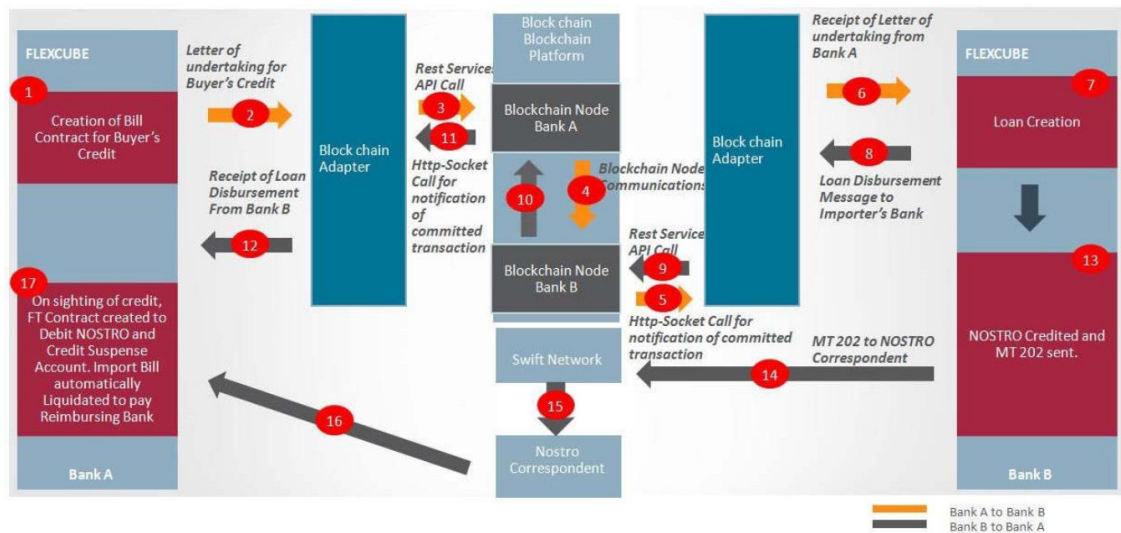 FLEXCUBE
1
Creation of Bill
Contract for Buyer's
Credit
17
On sighting of credit,
FT Contract created to
Debit NOSTRO and
Credit Suspense
Account. Import Bill
automatically
Liquidated to pay
Reimbursing Bank
Bank A
Letter of
undertaking for
Buyer's Credit
2
Receipt of Loan
Disbursement
From Bank B
12
16
Block chain
Adapter
Rest Services
API Call
3
11
Http-Socket
Call for
notification of
committed
transaction
Block chain
Blockchain
Platform
Blockchain Node
Bank A
10
4
Blockchain Node
Communications
Blockchain Node
Bank B
Swift Network
15
Nostro
Correspondent
Rest Services
API Call
9
5
Http-Socket Call for
notification of committed
transaction
Block chain
Adapter
MT 202 to NOSTRO
Correspondent
14
Receipt of Letter of
undertaking from
Bank A
6
8
Loan Disbursement
Message to
Importer's Bank
FLEXCUBE
7
Loan Creation
13
NOSTRO Credited and
MT 202 sent.
Bank B
Bank A to Bank B
Bank B to Bank A